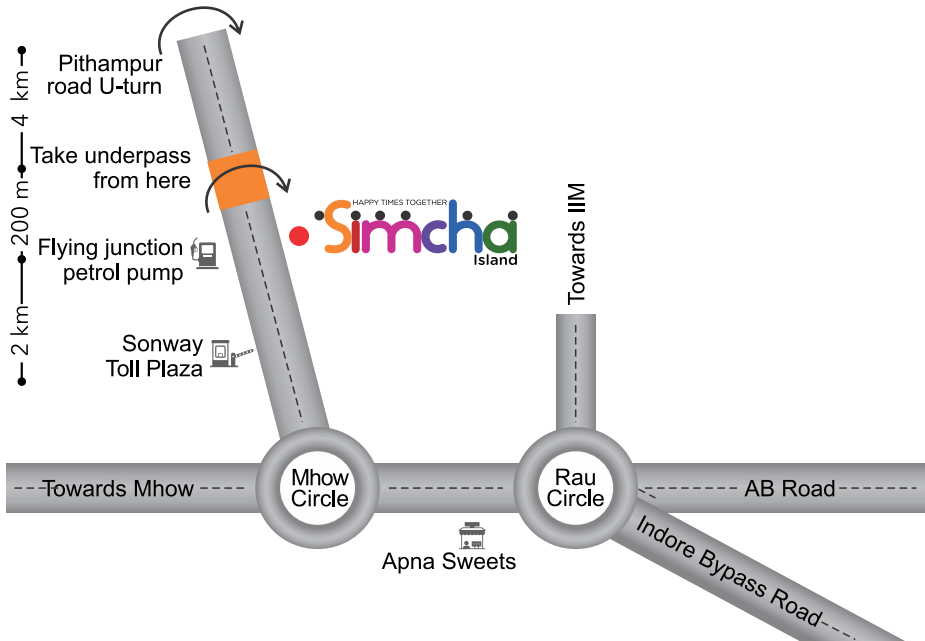 Pithampur
road U-turn
4 km
Take underpass
from here
200 m
HAPPY TIMES TOGETHER
Simcha
Island
Flying junction
petrol pump
Towards IIM
2 km
Sonway
Toll Plaza
Towards Mhow
Mhow
Circle
Rau
Circle
AB Road
Apna Sweets
Indore Bypass Road